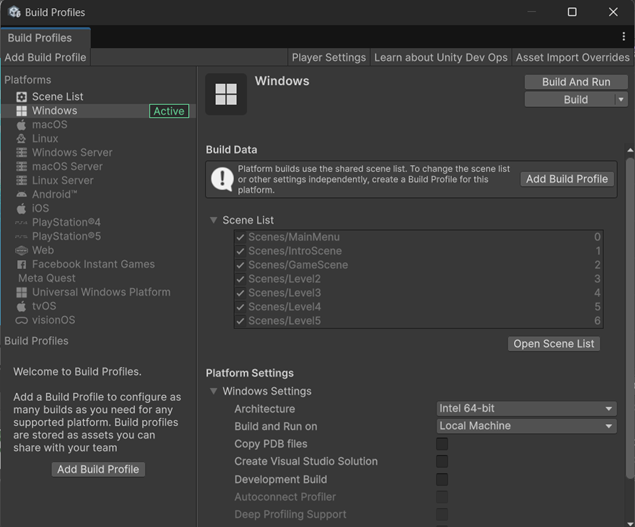 Build Profiles
Build Profiles
Add Build Profile
Player Settings
Learn about Unity Dev Ops
Asset Import Overrides
Platforms
Scene List
Windows
Active
macOS
Linux
Windows Server
macOS Server
Linux Server
Android™
iOS
PlayStation®4
PlayStation®5
Web
Facebook Instant Games
Meta Quest
Universal Windows Platform
tvOS
visionOS
Build Profiles
Welcome to Build Profiles.
Add a Build Profile to configure as
many builds as you need for any
supported platform. Build profiles
are stored as assets you can
share with your team
Add Build Profile
Windows
Build And Run
Build
Build Data
Platform builds use the shared scene list. To change the scene list
or other settings independently, create a Build Profile for this
platform.
Add Build Profile
Scene List
Scenes/MainMenu 0
Scenes/IntroScene 1
Scenes/GameScene 2
Scenes/Level2 3
Scenes/Level3 4
Scenes/Level4 5
Scenes/Level5 6
Open Scene List
Platform Settings
Windows Settings
Architecture Intel 64-bit
Build and Run on Local Machine
Copy PDB files
Create Visual Studio Solution
Development Build
Autoconnect Profiler
Deep Profiling Support